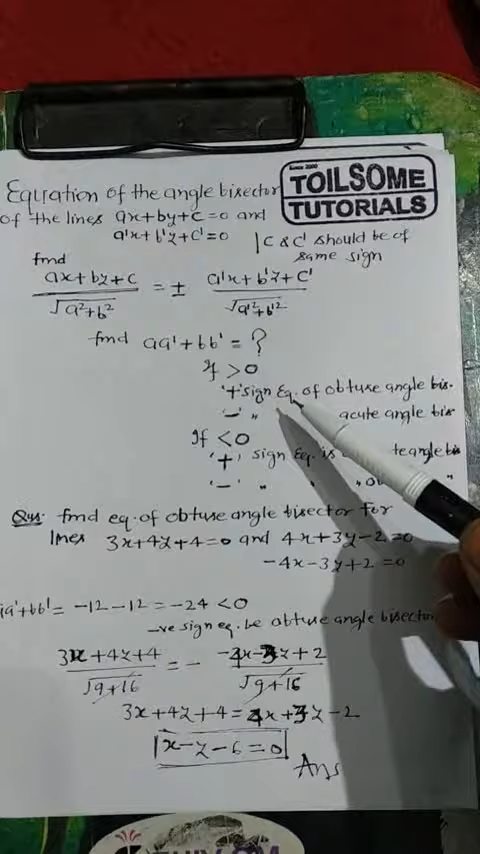 Since 2000
TOILSOME
TUTORIALS
Equation of the angle bisector
of the lines ax+by+c=0 and
a'x+b'y+c'=0 | c & c' should be of
same sign
find
ax+by+c / √a²+b² = ± a'x+b'y+c' / √a'²+b'²
find aa'+bb' = ?
If >0
'+' sign Eq. of obtuse angle bis.
'-' " acute angle bis
If <0
'+' sign Eq. is
'-' " " "
Ques: find eq. of obtuse angle bisector for
lines 3x+4y+4=0 and 4x+3y-2=0
-4x-3y+2=0
aa'+bb' = -12-12 = -24 <0
-ve sign eq. be obtuse angle bisector
3x+4y+4 / √9+16 = - -4x-3y+2 / √9+16
3x+4y+4 = 4x+3y-2
x-y-6=0
Ans